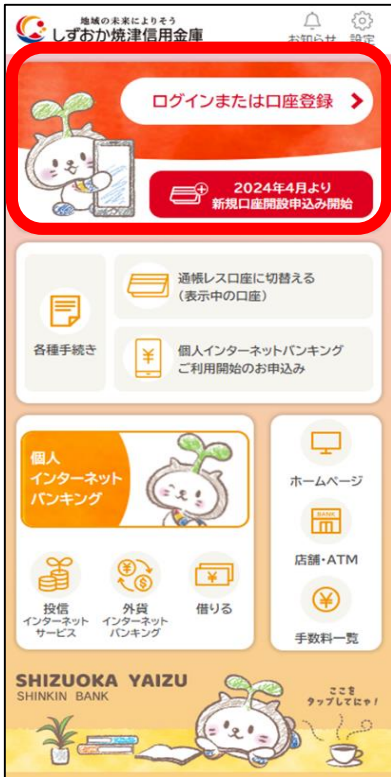 地域の未来によりそう
しずおか焼津信用金庫
お知らせ 設定
ログインまたは口座登録
2024年4月より
新規口座開設申込み開始
各種手続き
通帳レス口座に切替える
(表示中の口座)
個人インターネットバンキング
ご利用開始のお申込み
個人
インターネット
バンキング
投信
インターネット
サービス
外貨
インターネット
バンキング
借りる
ホームページ
BANK
店舗・ATM
手数料一覧
SHIZUOKA YAIZU
SHINKIN BANK
ここを
タップしてにゃ!